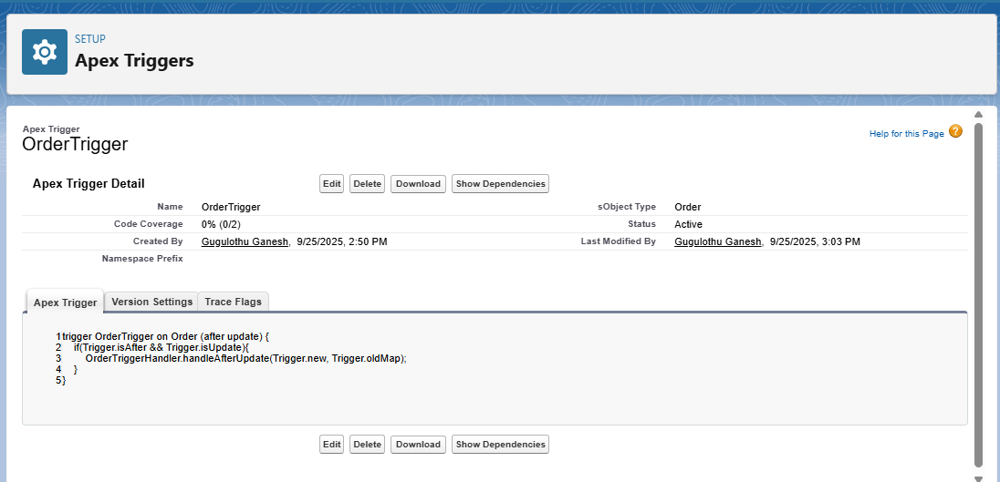 SETUP
Apex Triggers
Apex Trigger
OrderTrigger
Help for this Page ?
Apex Trigger Detail
Edit Delete Download Show Dependencies
Name OrderTrigger sObject Type Order
Code Coverage 0% (0/2) Status Active
Created By Gugulothu Ganesh, 9/25/2025, 2:50 PM Last Modified By Gugulothu Ganesh, 9/25/2025, 3:03 PM
Namespace Prefix
Apex Trigger Version Settings Trace Flags
1 trigger OrderTrigger on Order (after update) {
2 if(Trigger.isAfter && Trigger.isUpdate){
3 OrderTriggerHandler.handleAfterUpdate(Trigger.new, Trigger.oldMap);
4 }
5 }
Edit Delete Download Show Dependencies